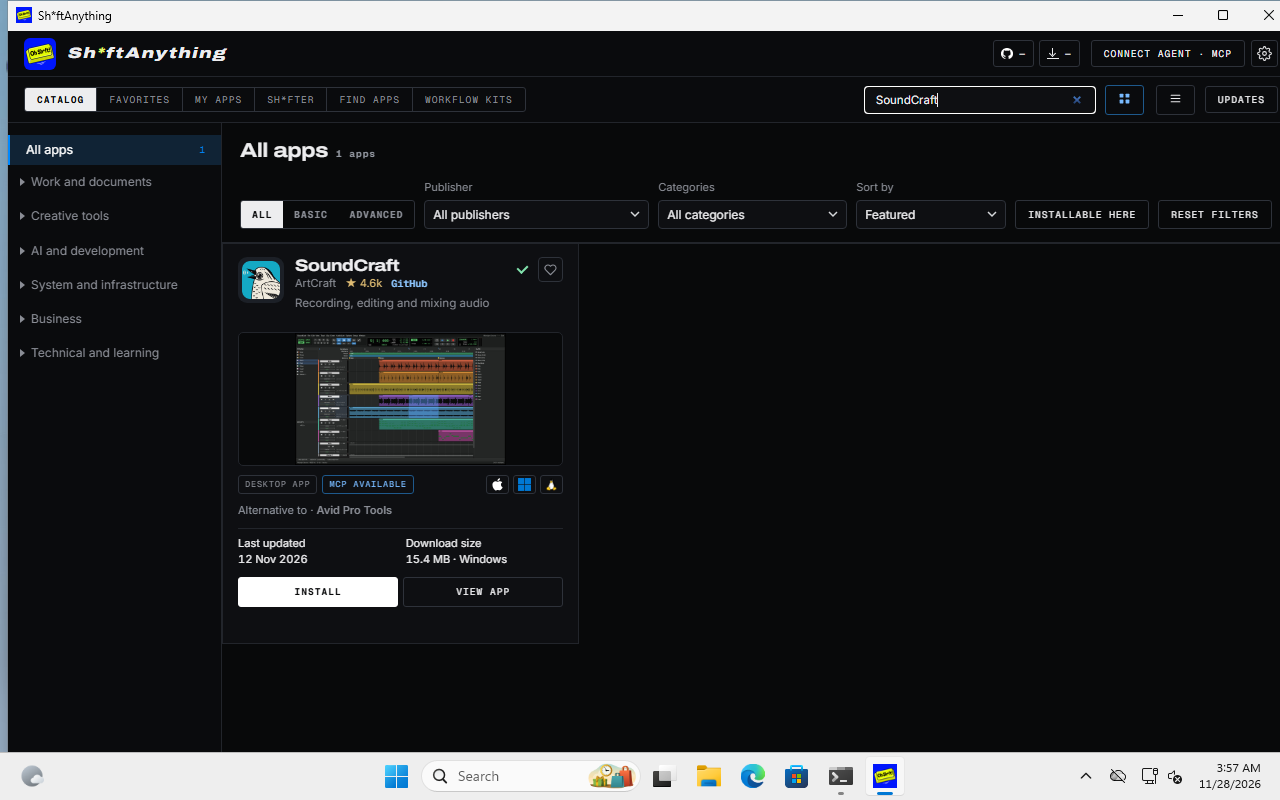 Sh*ftAnything
Oh Sh*ft!
Sh*ftAnything
–
–
CONNECT AGENT · MCP
CATALOG
FAVORITES
MY APPS
SH*FTER
FIND APPS
WORKFLOW KITS
SoundCraft
UPDATES
All apps
1
Work and documents
Creative tools
AI and development
System and infrastructure
Business
Technical and learning
All apps 1 apps
Publisher
Categories
Sort by
ALL
BASIC
ADVANCED
All publishers
All categories
Featured
INSTALLABLE HERE
RESET FILTERS
SoundCraft
ArtCraft ★ 4.6k GitHub
Recording, editing and mixing audio
DESKTOP APP
MCP AVAILABLE
Alternative to · Avid Pro Tools
Last updated
Download size
12 Nov 2026
15.4 MB · Windows
INSTALL
VIEW APP
Search
3:57 AM
11/28/2026